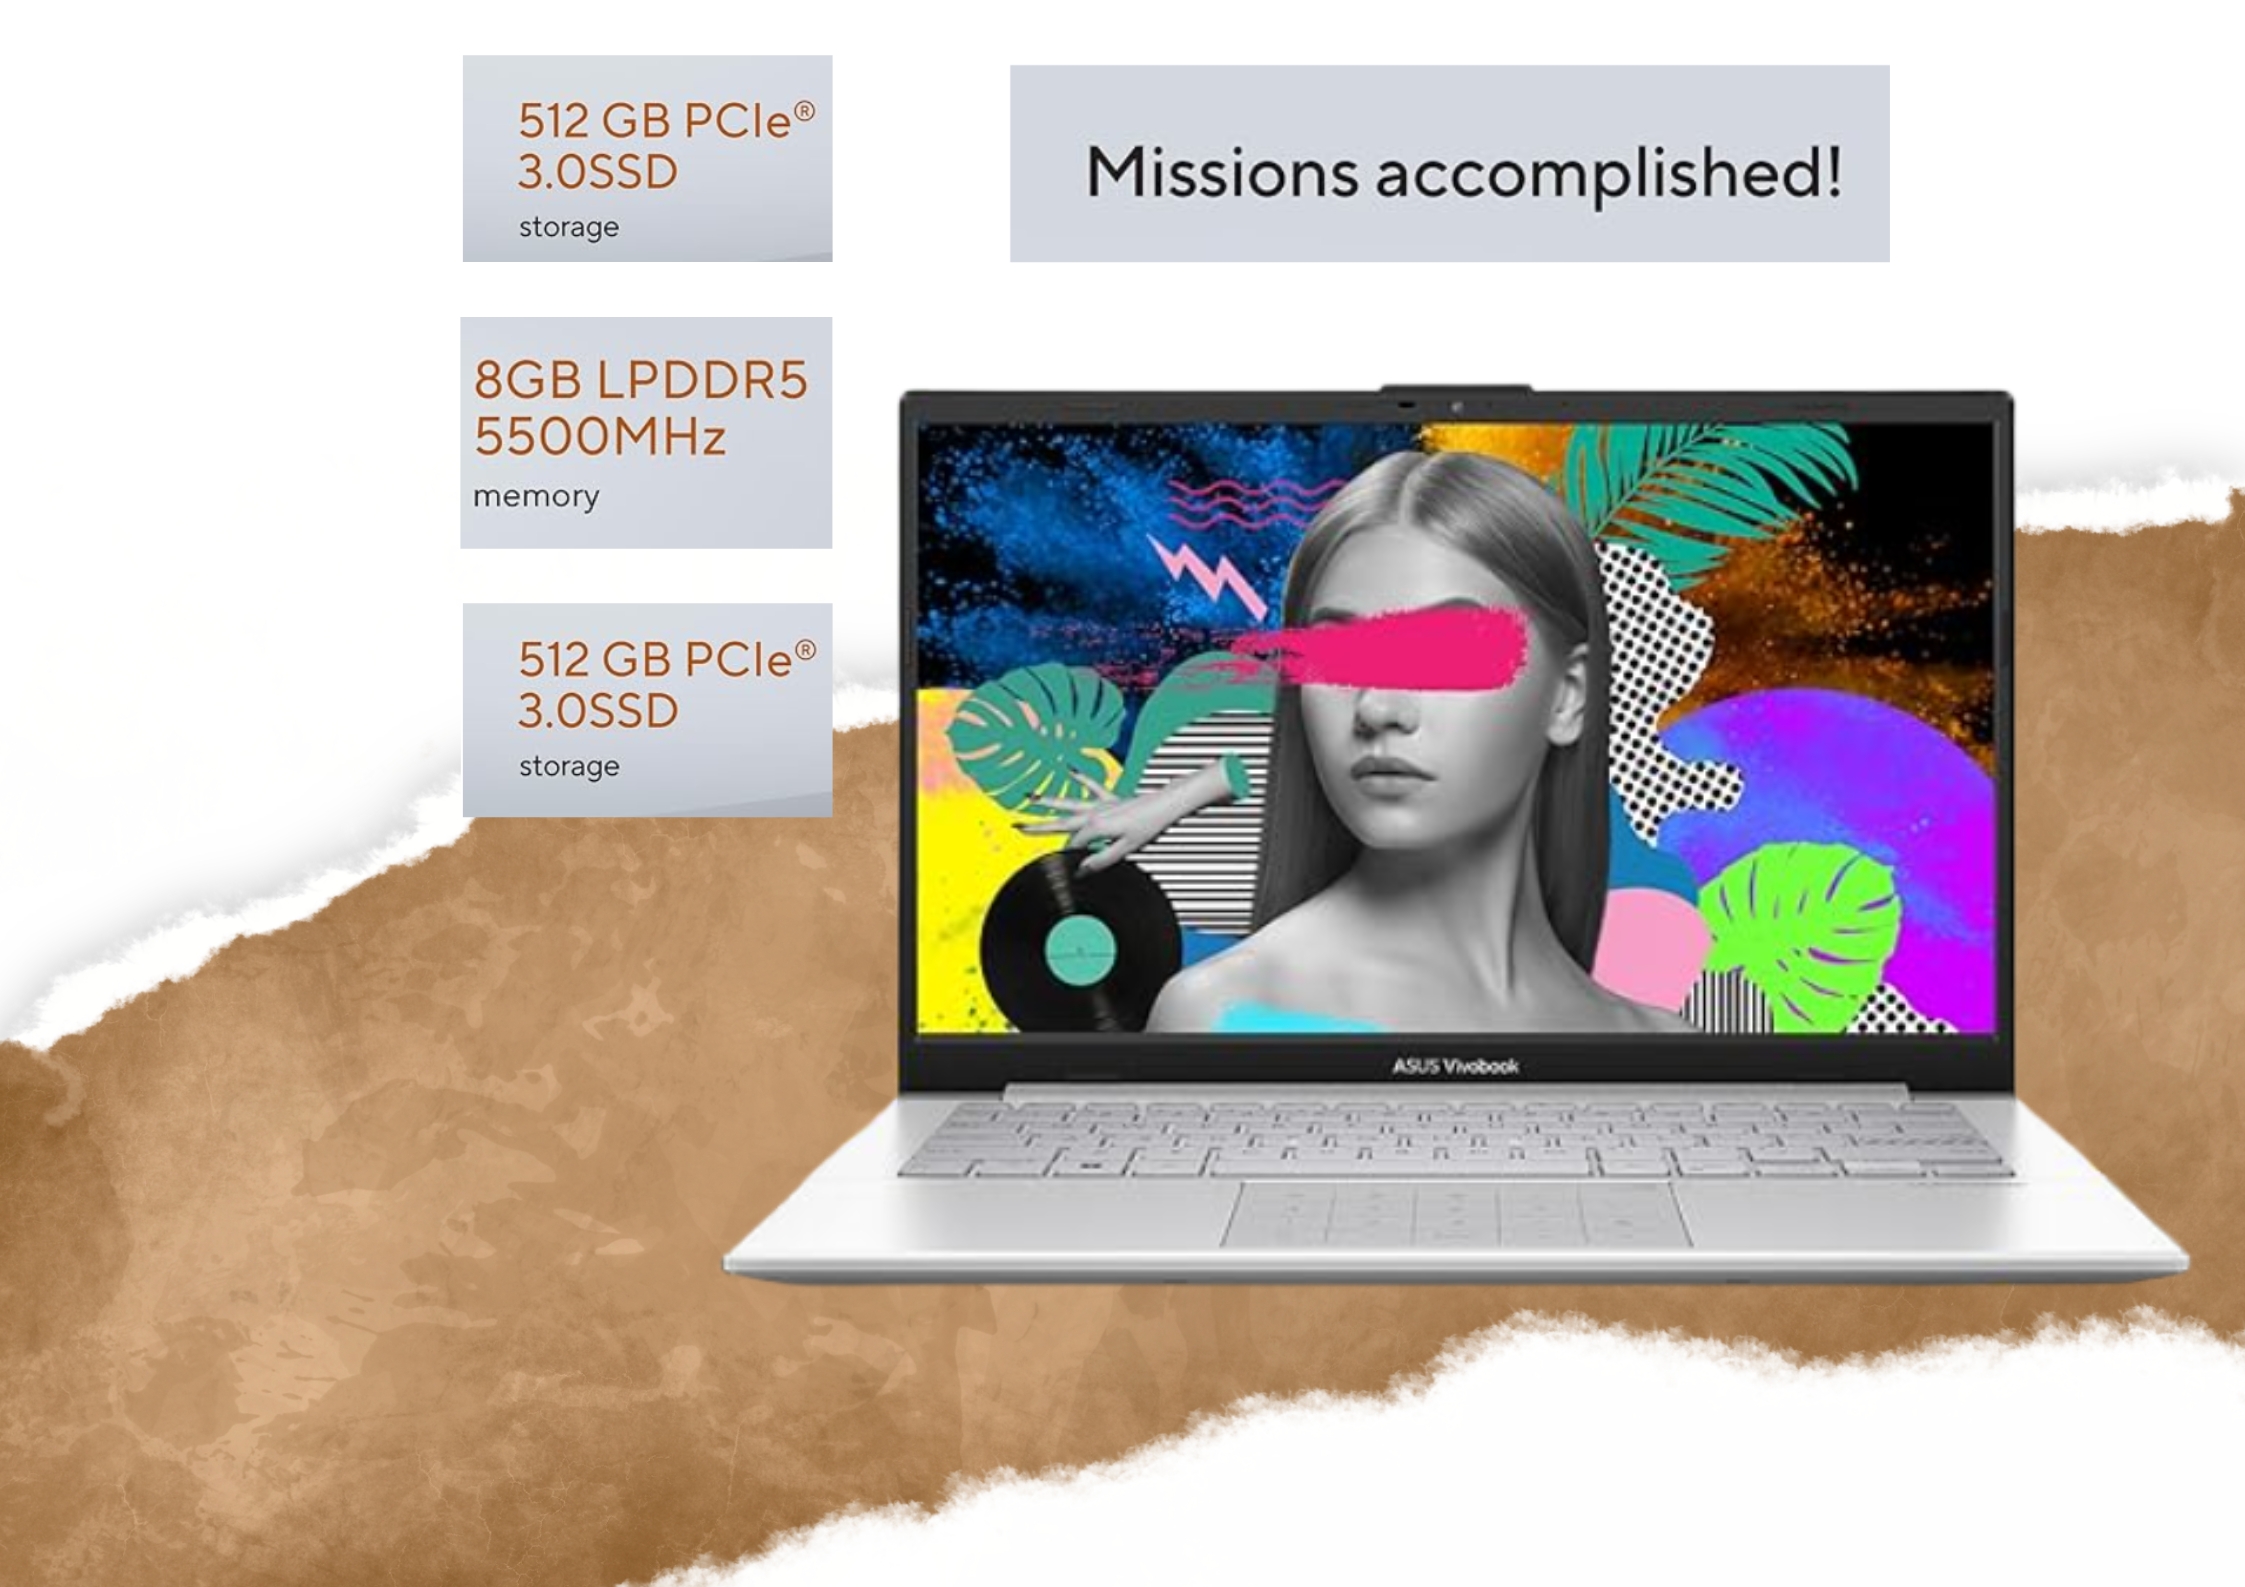 512 GB PCIe®
3.0SSD
storage
Missions accomplished!
8GB LPDDR5
5500MHz
memory
512 GB PCIe®
3.0SSD
storage
ASUS Vivobook